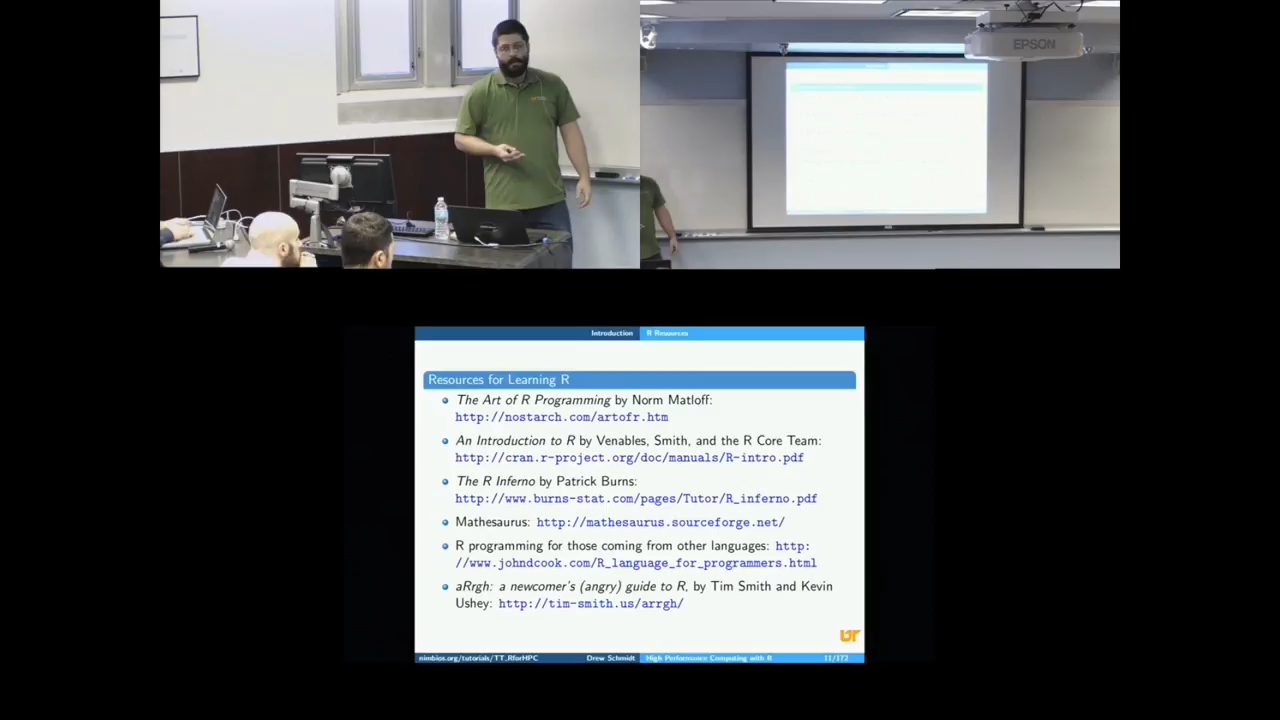 EPSON
Introduction R Resources
Resources for Learning R
The Art of R Programming by Norm Matloff:
http://nostarch.com/artofr.htm
An Introduction to R by Venables, Smith, and the R Core Team:
http://cran.r-project.org/doc/manuals/R-intro.pdf
The R Inferno by Patrick Burns:
http://www.burns-stat.com/pages/Tutor/R_inferno.pdf
Mathesaurus: http://mathesaurus.sourceforge.net/
R programming for those coming from other languages: http:
//www.johndcook.com/R_language_for_programmers.html
aRrgh: a newcomer's (angry) guide to R, by Tim Smith and Kevin
Ushey: http://tim-smith.us/arrgh/
UT
nimbios.org/tutorials/TT_RforHPC Drew Schmidt High Performance Computing with R 11/172